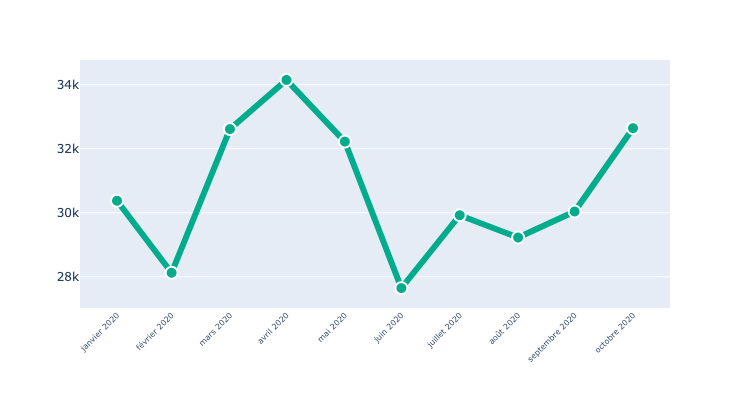 34k
32k
30k
28k
janvier 2020
février 2020
mars 2020
avril 2020
mai 2020
juin 2020
juillet 2020
août 2020
septembre 2020
octobre 2020